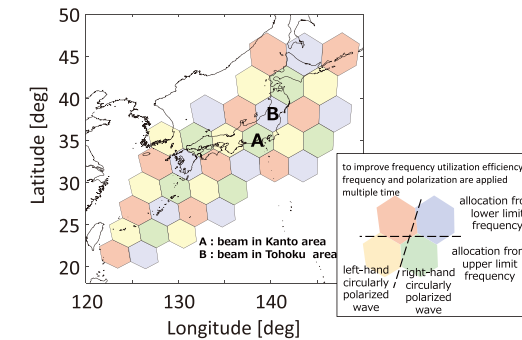 50
45
40
35
30
25
20
Latitude [deg]
120
130
140
Longitude [deg]
B
A
A : beam in Kanto area
B : beam in Tohoku area
to improve frequency utilization efficiency
frequency and polarization are applied
multiple time
allocation from
lower limit
frequency
allocation from
upper limit
frequency
left-hand
circularly
polarized
wave
right-hand
circularly
polarized
wave